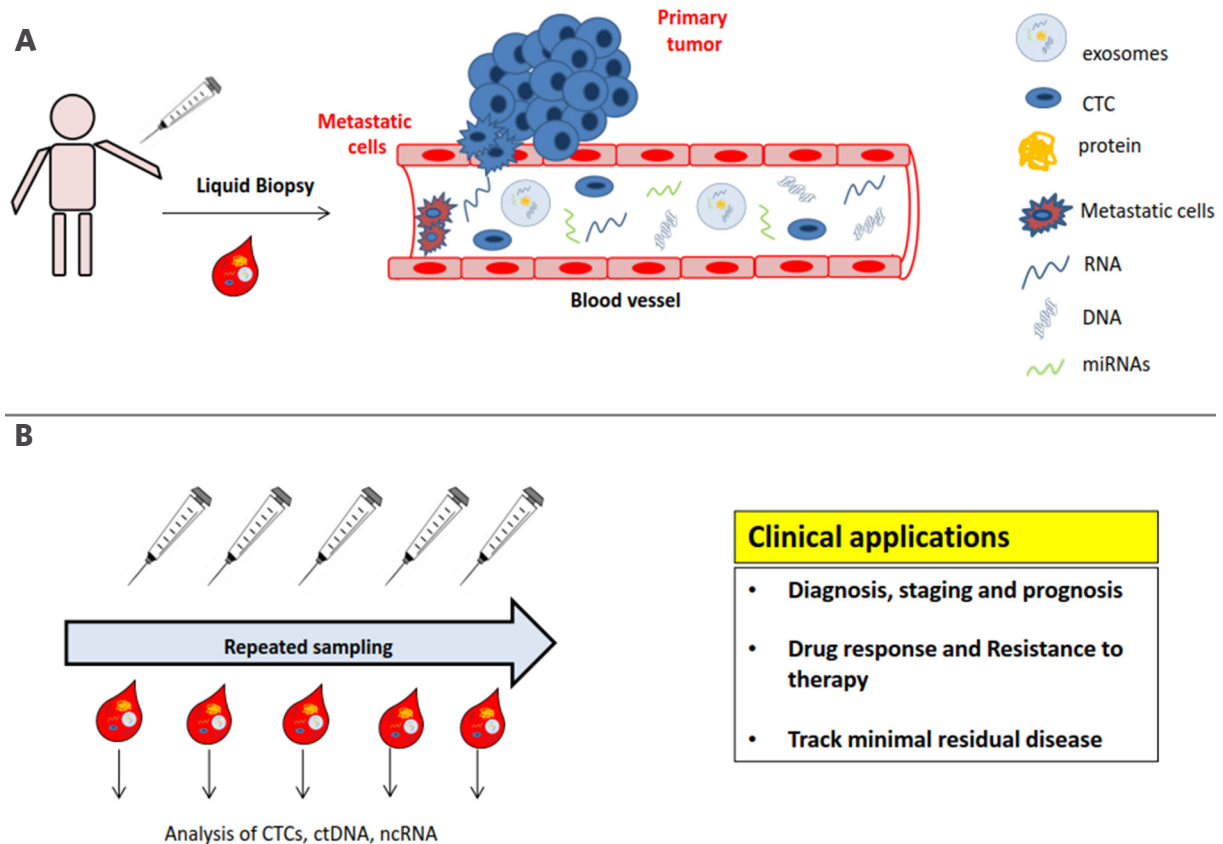 A
Primary
tumor
Metastatic
cells
Liquid Biopsy
Blood vessel
exosomes
CTC
protein
Metastatic cells
RNA
DNA
miRNAs
B
Repeated sampling
Analysis of CTCs, ctDNA, ncRNA
Clinical applications
• Diagnosis, staging and prognosis
• Drug response and Resistance to
therapy
• Track minimal residual disease